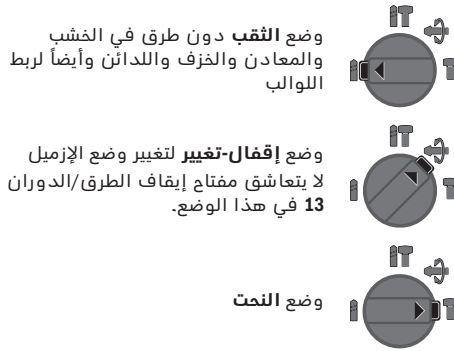 وضع الثقب دون طرق في الخشب
والمعادن والخزف واللدائن وأيضاً لربط
اللوالب
وضع إقفال-تغيير لتغيير وضع الإزميل
لا يتعاشق مفتاح إيقاف الطرق/الدوران
13 في هذا الوضع.
وضع النحت